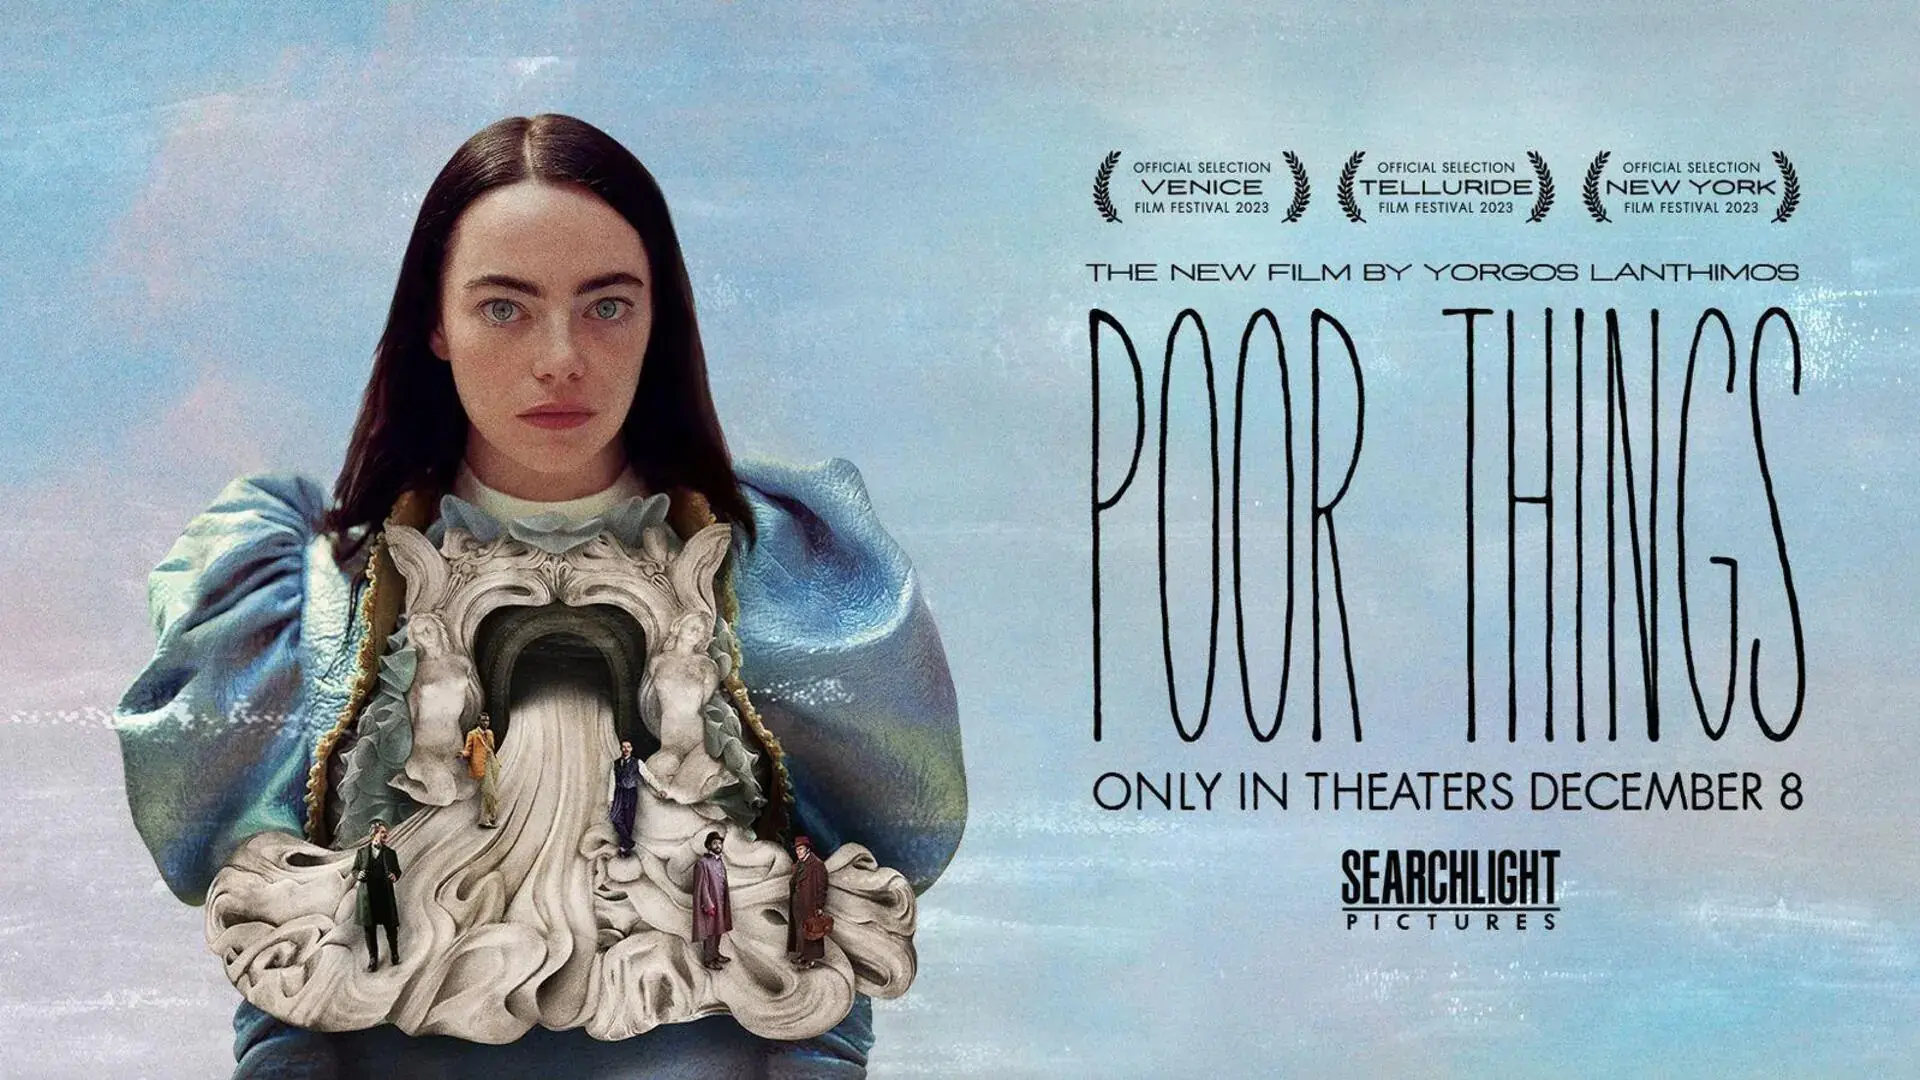 OFFICIAL SELECTION
VENICE
FILM FESTIVAL 2023
OFFICIAL SELECTION
TELLURIDE
FILM FESTIVAL 2023
OFFICIAL SELECTION
NEW YORK
FILM FESTIVAL 2023
THE NEW FILM BY YORGOS LANTHIMOS
POOR THINGS
ONLY IN THEATERS DECEMBER 8
SEARCHLIGHT
PICTURES